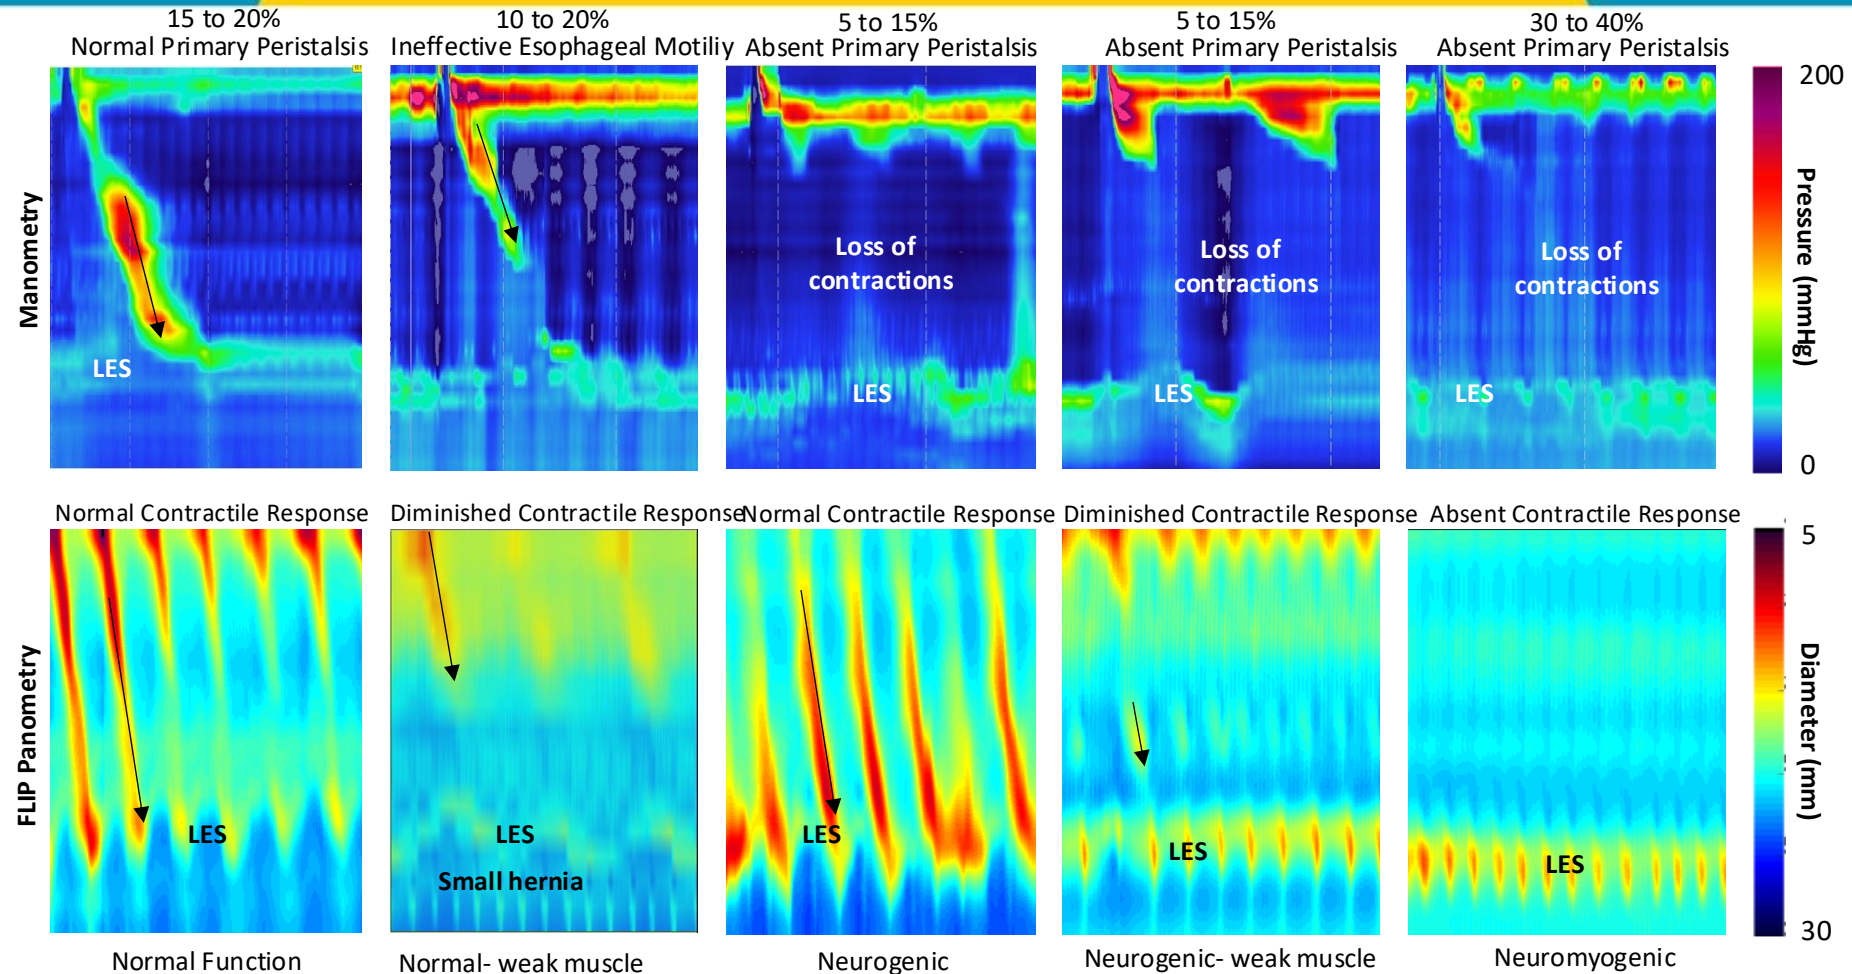 15 to 20%
Normal Primary Peristalsis
10 to 20%
Ineffective Esophageal Motiliy
5 to 15%
Absent Primary Peristalsis
5 to 15%
Absent Primary Peristalsis
30 to 40%
Absent Primary Peristalsis
Manometry
LES
Loss of
contractions
LES
Loss of
contractions
LES
Loss of
contractions
LES
200
Pressure (mmHg)
0
Normal Contractile Response
Diminished Contractile Response
Normal Contractile Response
Diminished Contractile Response
Absent Contractile Response
FLIP Panometry
LES
LES
Small hernia
LES
LES
LES
5
Diameter (mm)
30
Normal Function
Normal- weak muscle
Neurogenic
Neurogenic- weak muscle
Neuromyogenic